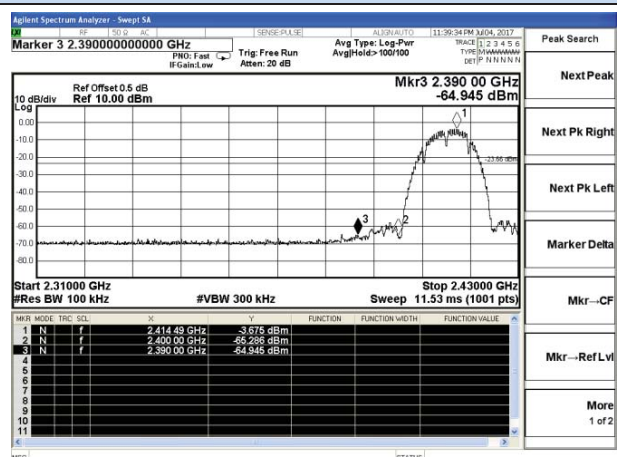 Agilent Spectrum Analyzer - Swept SA
RF 50 Ω AC SENSE:PULSE ALIGN AUTO 11:39:34 PM Jul 04, 2017
Marker 3 2.390000000000 GHz
PNO: Fast Trig: Free Run Avg Type: Log-Pwr TRACE 1 2 3 4 5 6
IFGain:Low Atten: 20 dB Avg|Hold:> 100/100 TYPE M WWWWW
DET P N N N N N
Ref Offset 0.5 dB Mkr3 2.390 00 GHz
10 dB/div Ref 10.00 dBm -64.945 dBm
Log
0.00
-10.0
-20.0
-30.0
-40.0
-50.0
-60.0
-70.0
-80.0
1
-23.66 dBm
3
2
Start 2.31000 GHz Stop 2.43000 GHz
#Res BW 100 kHz #VBW 300 kHz Sweep 11.53 ms (1001 pts)
MKR MODE TRC SCL X Y FUNCTION FUNCTION WIDTH FUNCTION VALUE
1 N f 2.414 49 GHz -3.675 dBm
2 N f 2.400 00 GHz -65.286 dBm
3 N f 2.390 00 GHz -64.945 dBm
4
5
6
7
8
9
10
11
MSG STATUS
Peak Search
Next Peak
Next Pk Right
Next Pk Left
Marker Delta
Mkr→CF
Mkr→Ref Lvl
More
1 of 2